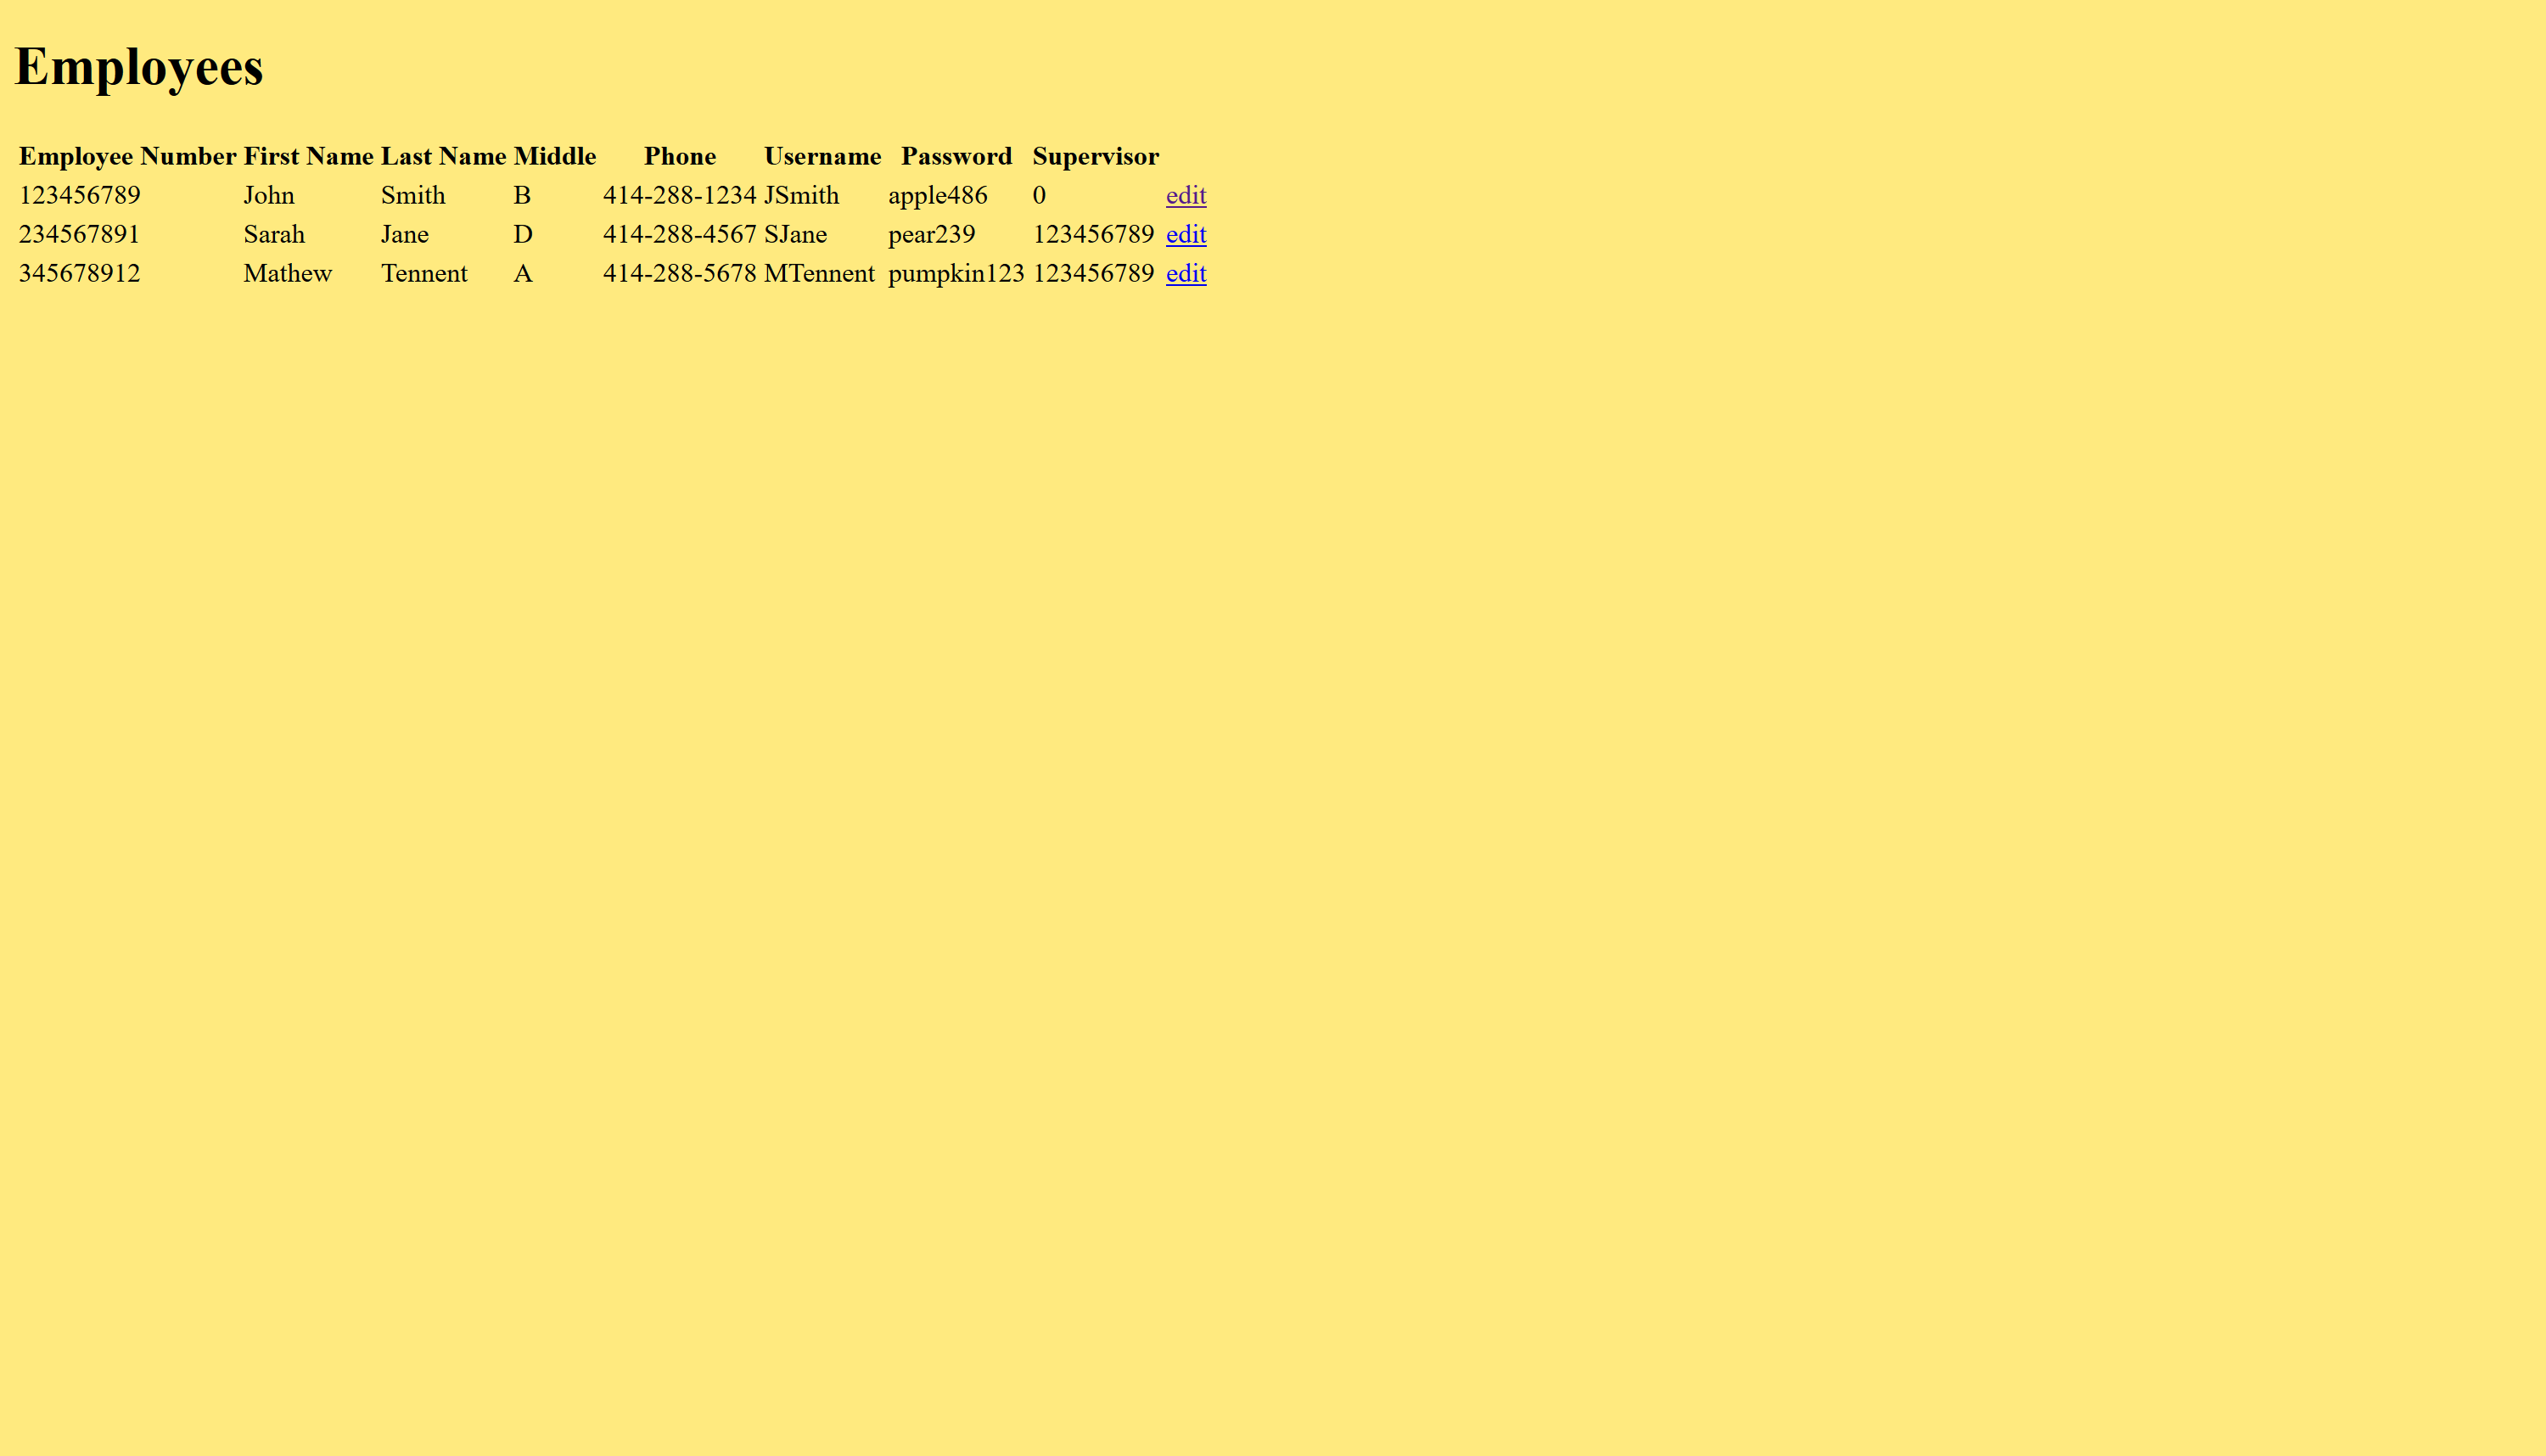 Employees
Employee Number First Name Last Name Middle Phone Username Password Supervisor
123456789 John Smith B 414-288-1234 JSmith apple486 0 edit
234567891 Sarah Jane D 414-288-4567 SJane pear239 123456789 edit
345678912 Mathew Tennent A 414-288-5678 MTennent pumpkin123 123456789 edit